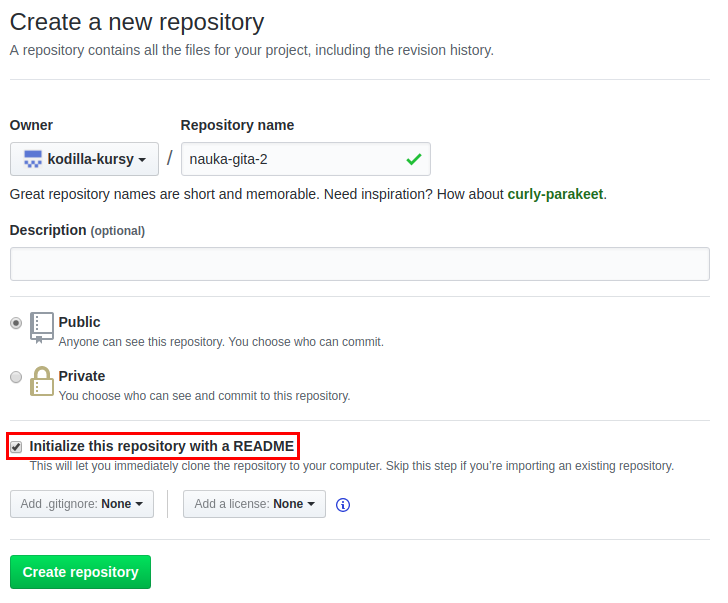 Create a new repository
A repository contains all the files for your project, including the revision history.
Owner
Repository name
kodilla-kursy / nauka-gita-2
Great repository names are short and memorable. Need inspiration? How about curly-parakeet.
Description (optional)
Public
Anyone can see this repository. You choose who can commit.
Private
You choose who can see and commit to this repository.
Initialize this repository with a README
This will let you immediately clone the repository to your computer. Skip this step if you’re importing an existing repository.
Add .gitignore: None
Add a license: None
Create repository